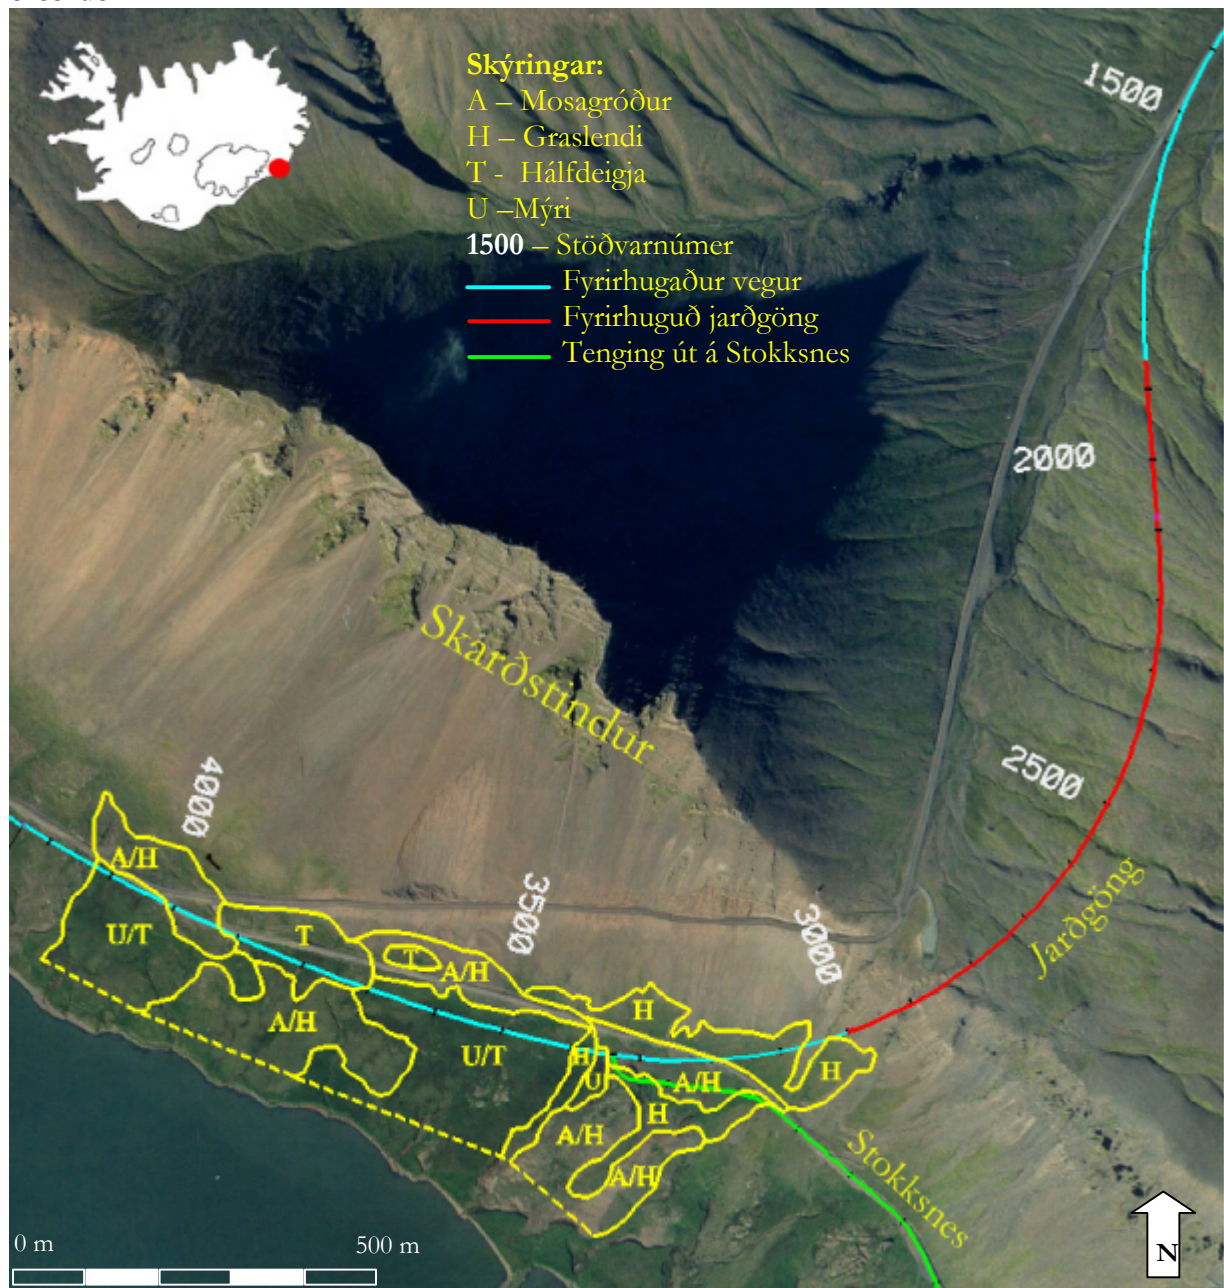 Skýringar:
A – Mosagróður
H – Graslendi
T - Hálfdeigja
U –Mýri
1500 – Stöðvarnúmer
Fyrirhugaður vegur
Fyrirhuguð jarðgöng
Tenging út á Stokksnes
1500
2000
Skarðstindur
2500
4000
3500
3000
Jarðgöng
A/H
U/T
T
T
A/H
H
A/H
U/T
H
U
A/H
H
H
A/H
A/H
Stokksnes
0 m
500 m
N